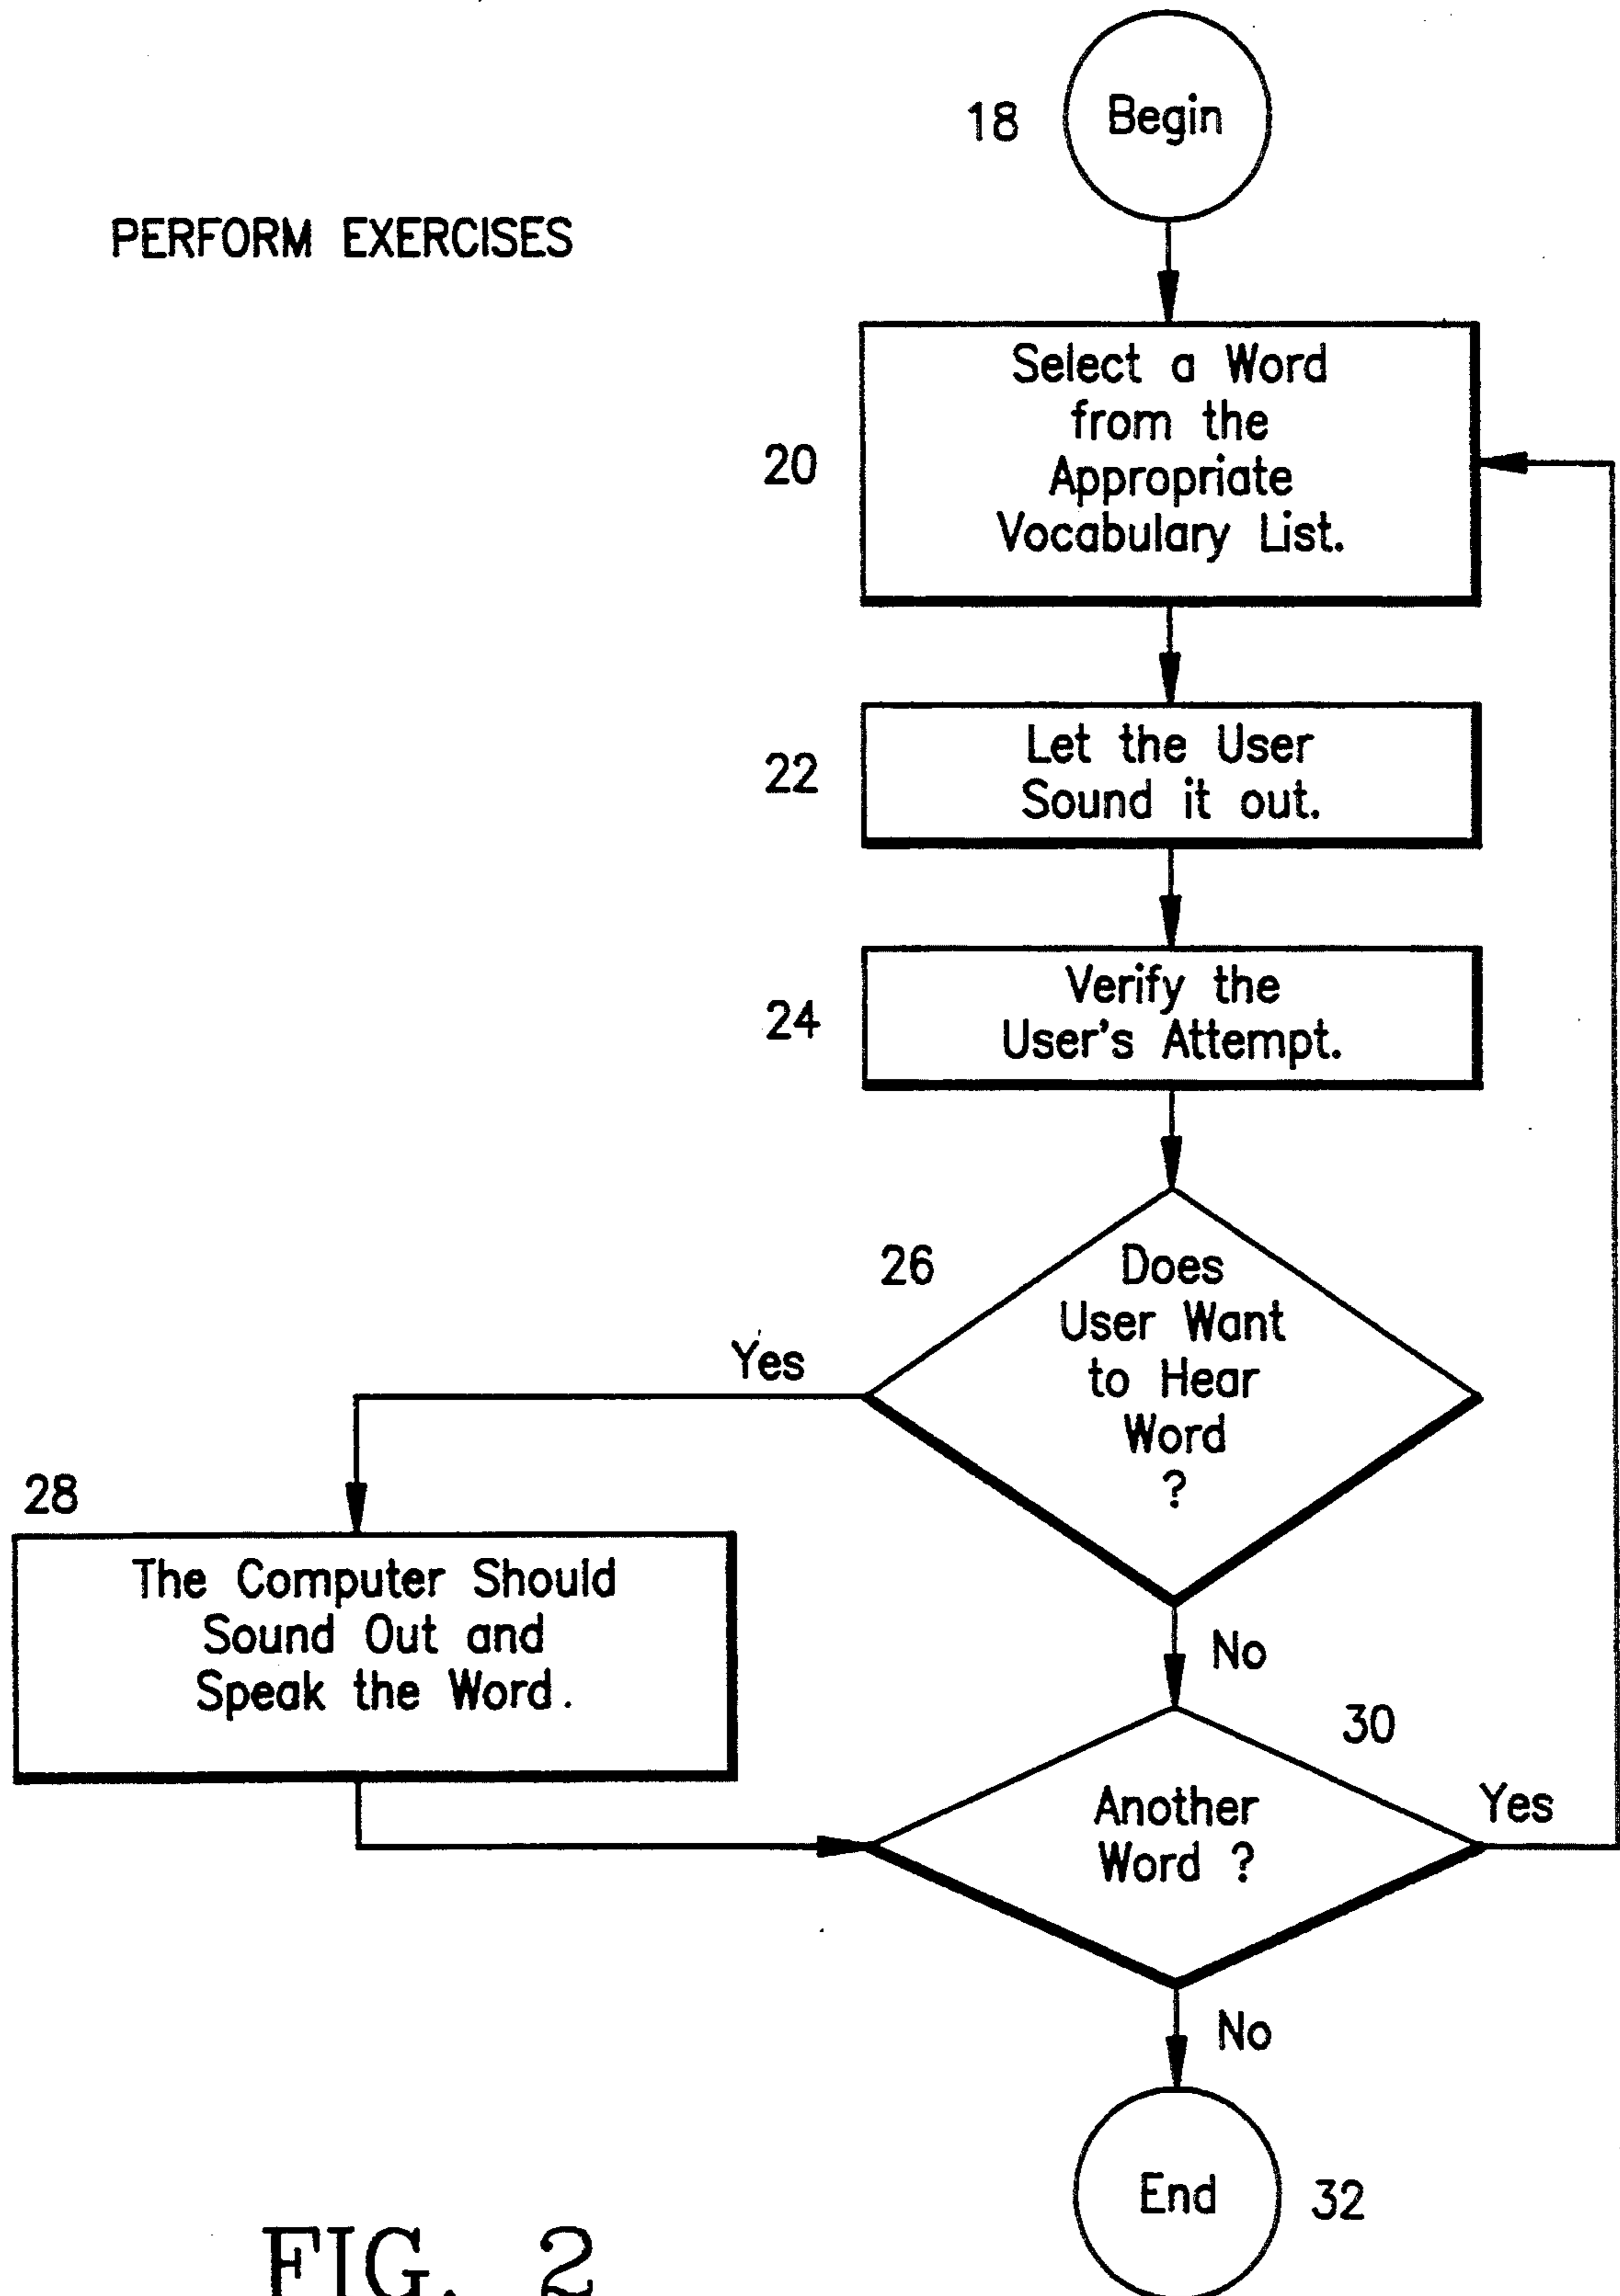 18
Begin
PERFORM EXERCISES
20
Select a Word
from the
Appropriate
Vocabulary List.
22
Let the User
Sound it out.
24
Verify the
User's Attempt.
26
Does
User Want
to Hear
Word
?
Yes
28
The Computer Should
Sound Out and
Speak the Word.
No
30
Another
Word ?
Yes
No
End
32
FIG. 2